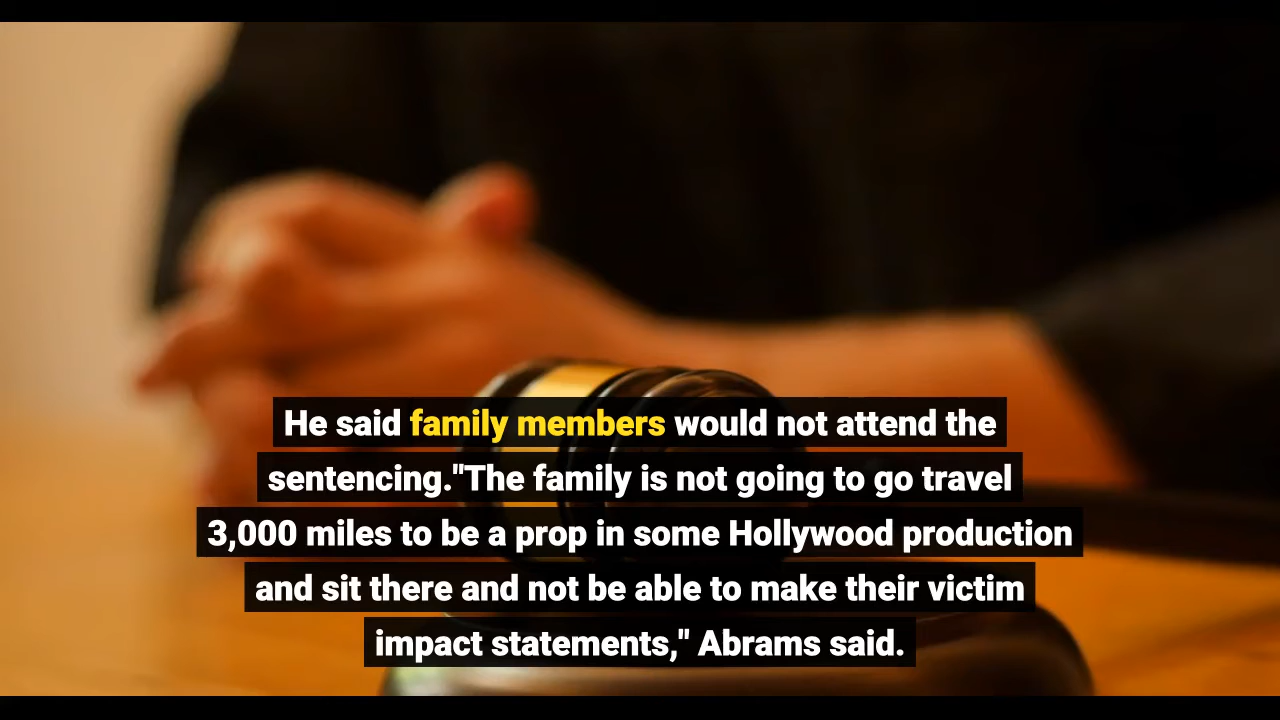 He said family members would not attend the
sentencing."The family is not going to go travel
3,000 miles to be a prop in some Hollywood production
and sit there and not be able to make their victim
impact statements," Abrams said.